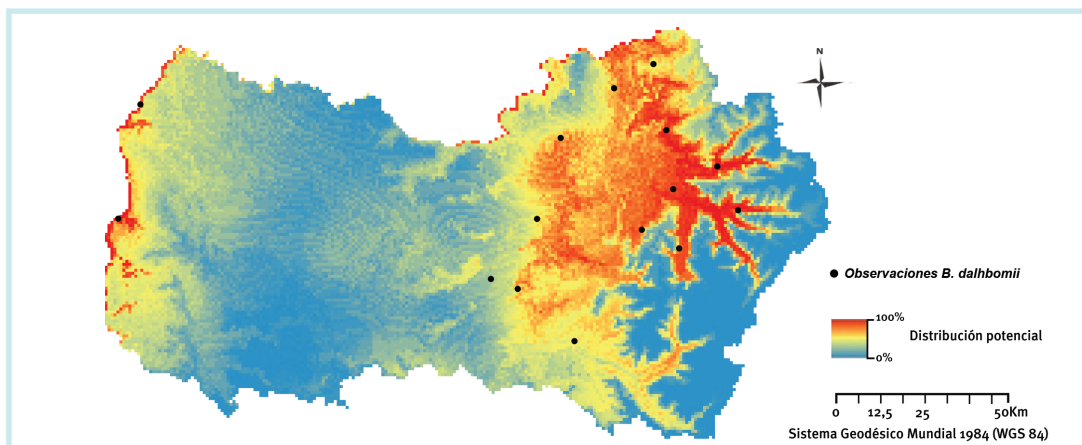 N
Observaciones B. dalhbomii
100%
0%
Distribución potencial
0 12,5 25 50Km
Sistema Geodésico Mundial 1984 (WGS 84)